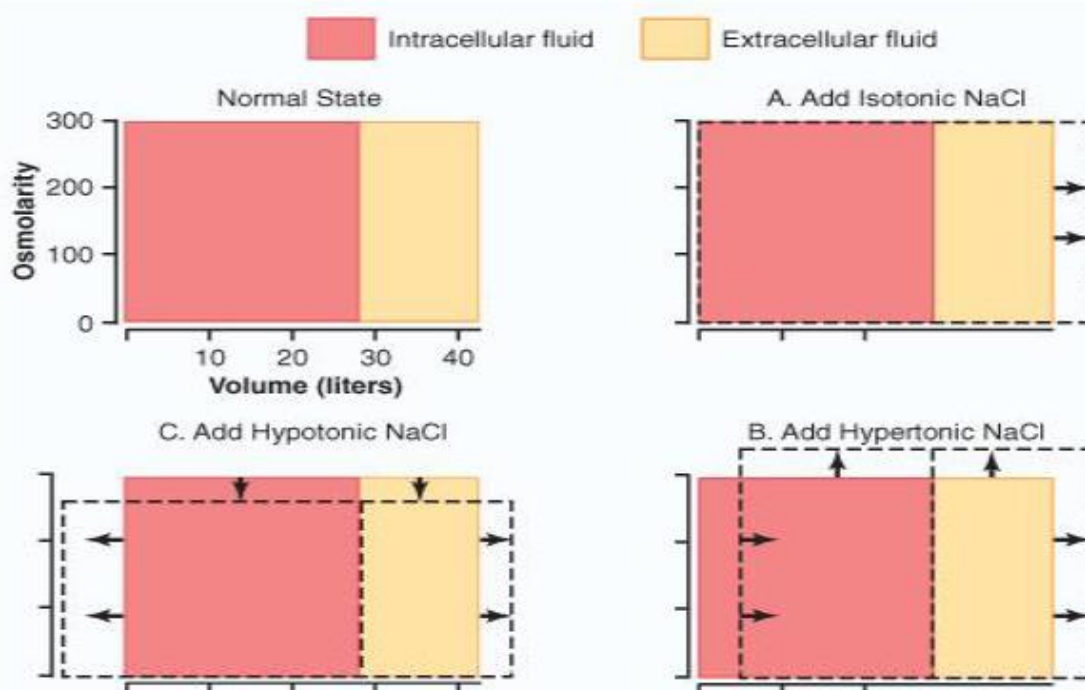 Intracellular fluid
Extracellular fluid
Normal State
300
200
100
0
Osmolarity
10 20 30 40
Volume (liters)
A. Add Isotonic NaCl
C. Add Hypotonic NaCl
B. Add Hypertonic NaCl